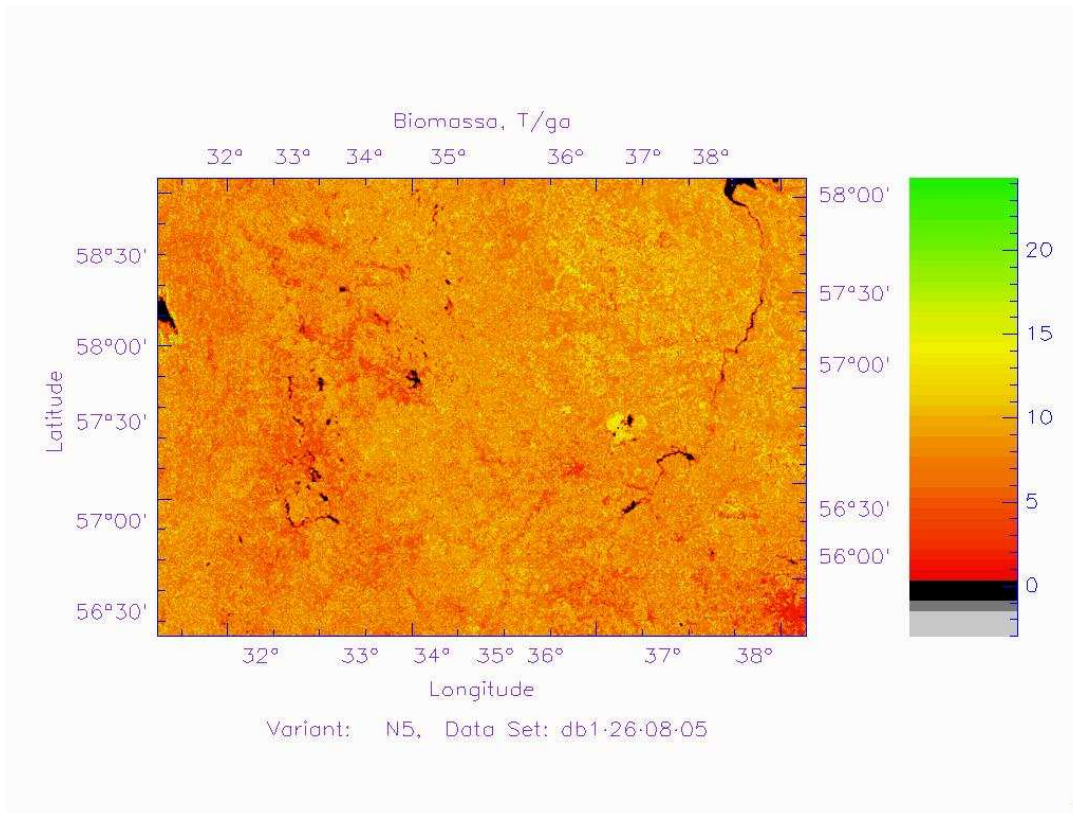 Biomassa, T/ga
32° 33° 34° 35° 36° 37° 38°
58°00'
58°30'
57°30'
58°00'
57°00'
57°30'
57°00'
56°30'
56°00'
56°30'
20
15
10
5
0
Latitude
32° 33° 34° 35° 36° 37° 38°
Longitude
Variant: N5, Data Set: db1·26·08·05